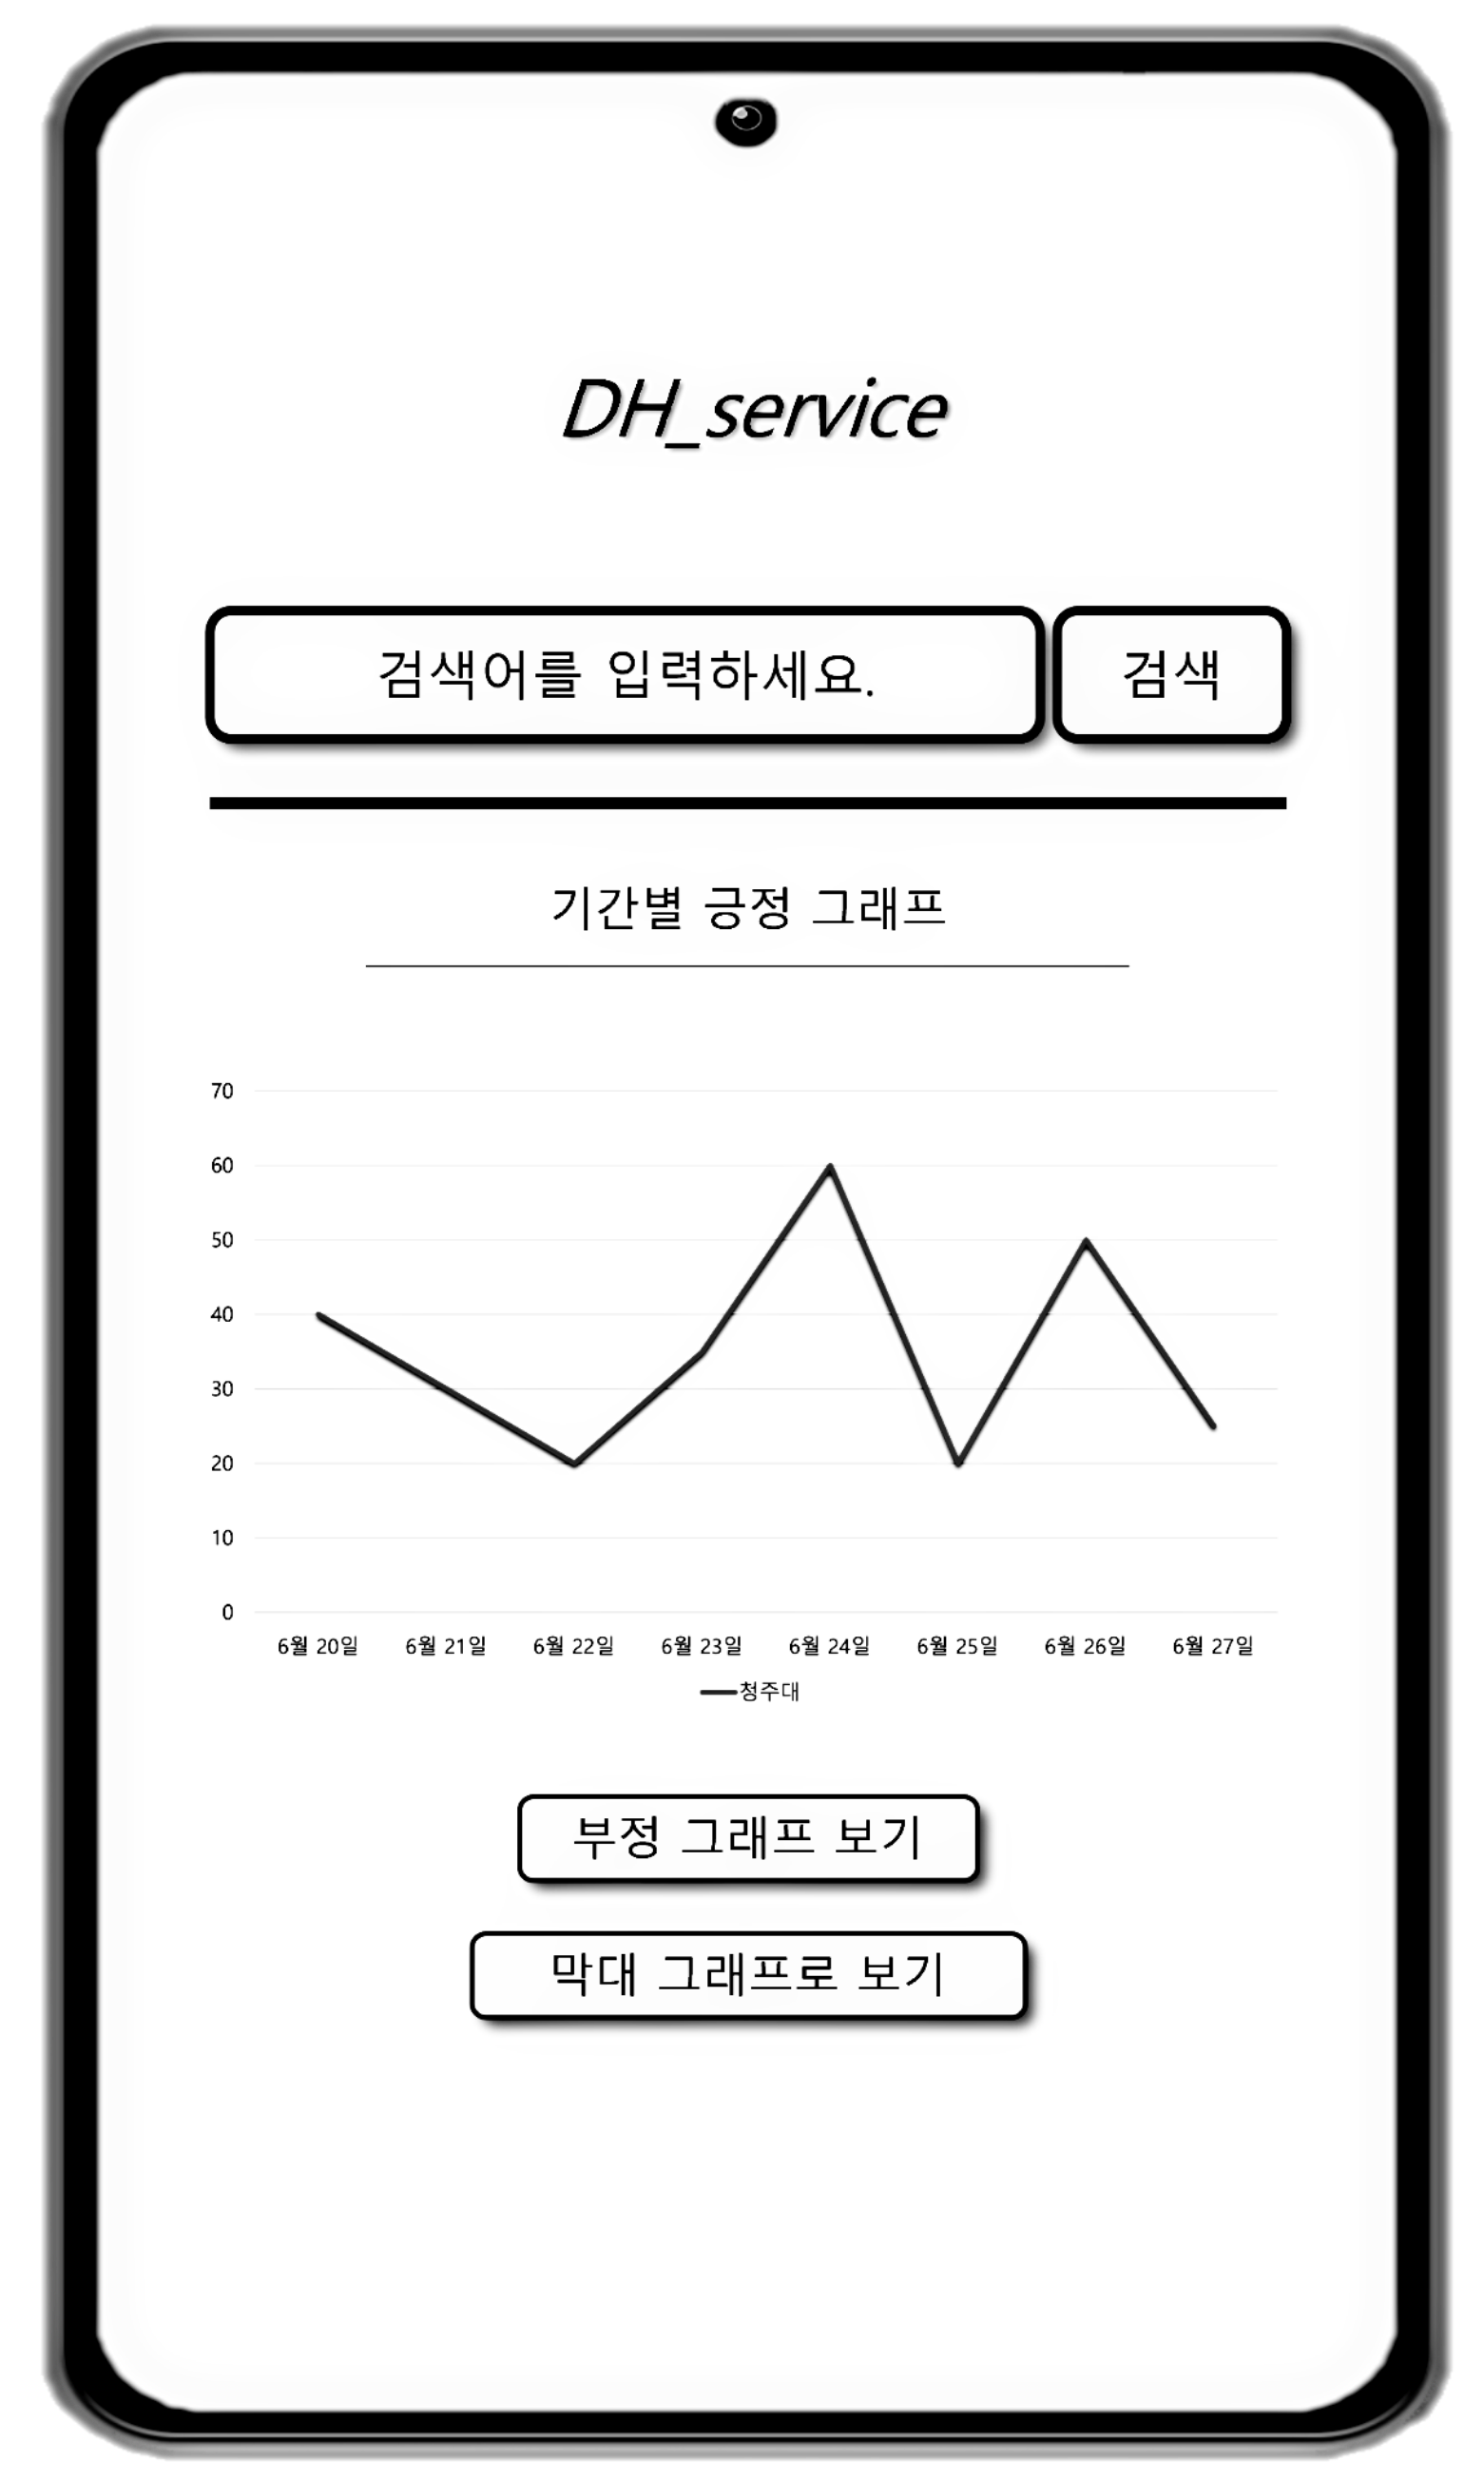 DH_service
검색어를 입력하세요. 검색
기간별 긍정 그래프
70
60
50
40
30
20
10
0
6월 20일 6월 21일 6월 22일 6월 23일 6월 24일 6월 25일 6월 26일 6월 27일
청주대
부정 그래프 보기
막대 그래프로 보기